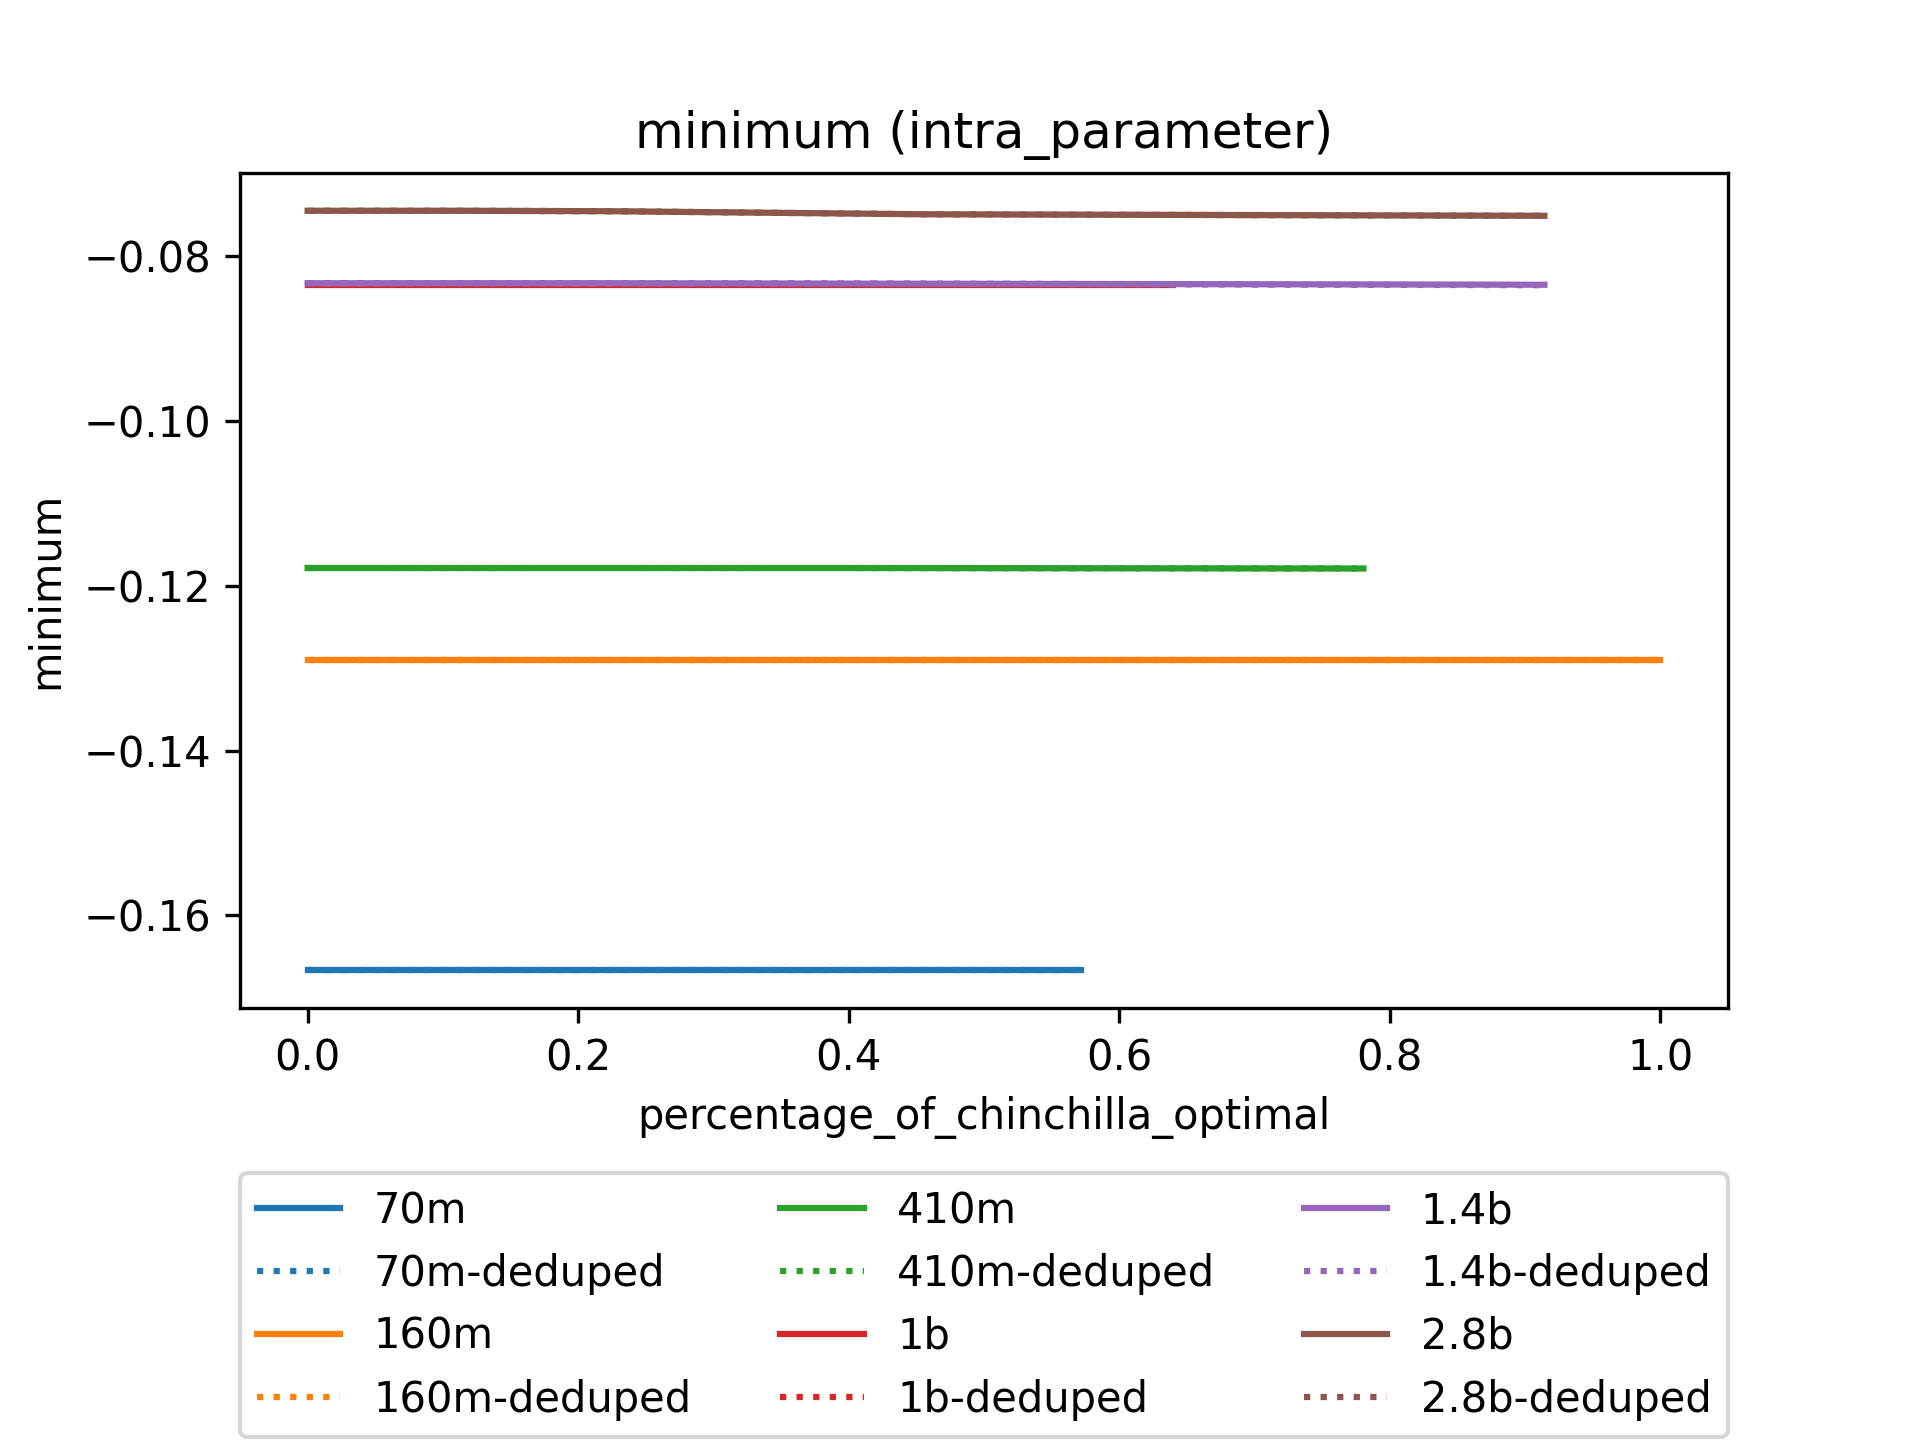 minimum (intra_parameter)
minimum
−0.08
−0.10
−0.12
−0.14
−0.16
0.0 0.2 0.4 0.6 0.8 1.0
percentage_of_chinchilla_optimal
70m 410m 1.4b
70m-deduped 410m-deduped 1.4b-deduped
160m 1b 2.8b
160m-deduped 1b-deduped 2.8b-deduped